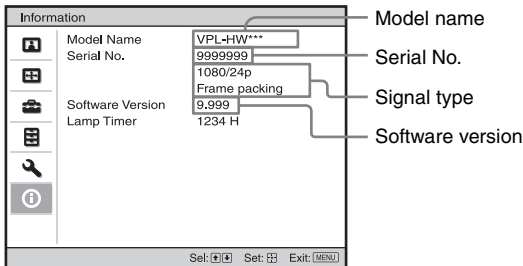 Information
Model Name VPL-HW***
Serial No. 9999999
1080/24p
Frame packing
Software Version 9.999
Lamp Timer 1234 H
Sel: Set: Exit: MENU
Model name
Serial No.
Signal type
Software version